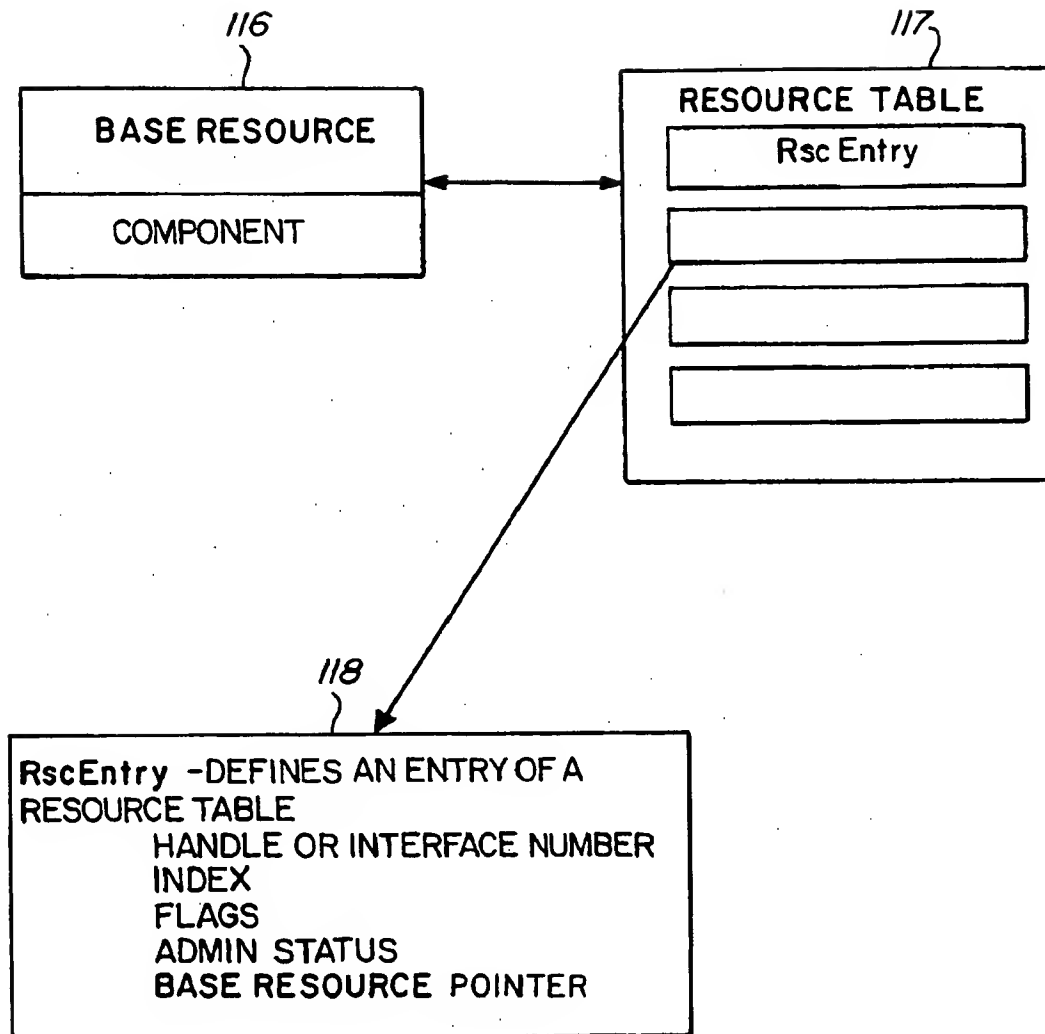 116
117
BASE RESOURCE
COMPONENT
RESOURCE TABLE
Rsc Entry
118
RscEntry -DEFINES AN ENTRY OF A
RESOURCE TABLE
HANDLE OR INTERFACE NUMBER
INDEX
FLAGS
ADMIN STATUS
BASE RESOURCE POINTER